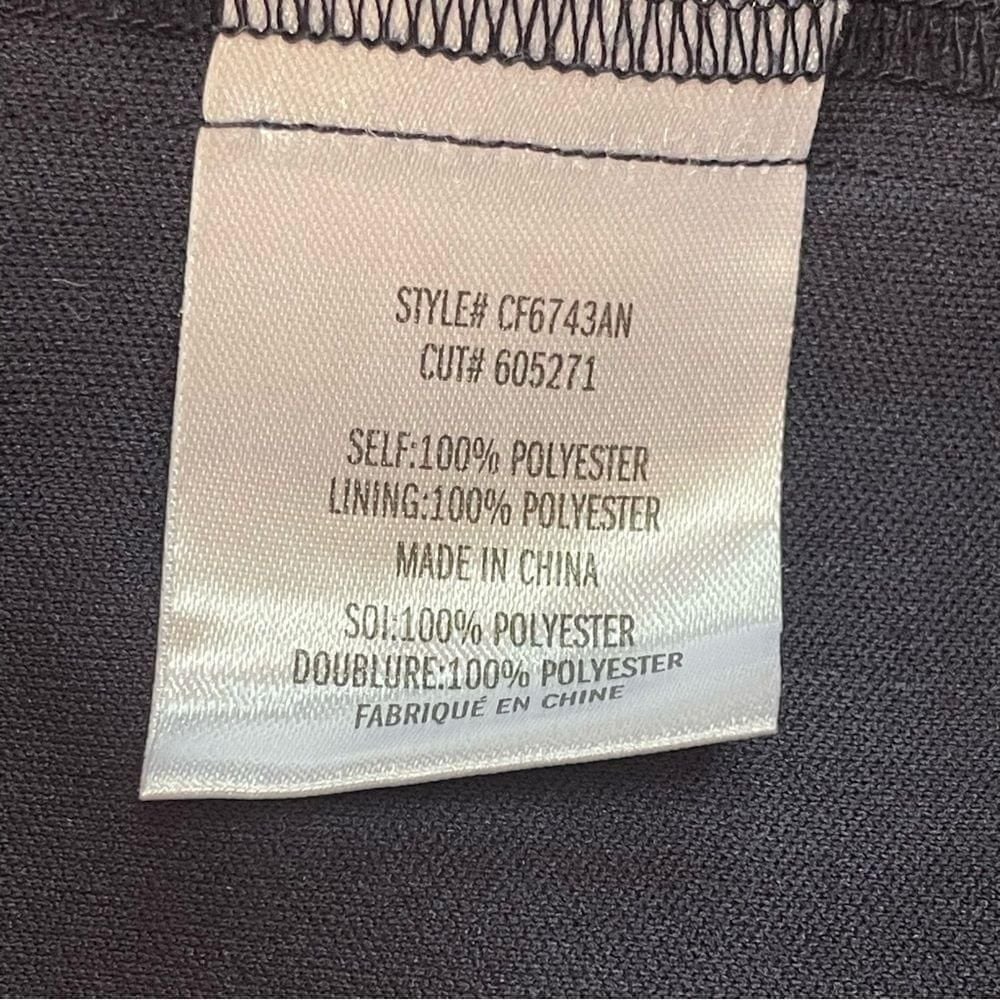 STYLE# CF6743AN
CUT# 605271
SELF:100% POLYESTER
LINING:100% POLYESTER
MADE IN CHINA
SOI:100% POLYESTER
DOUBLURE:100% POLYESTER
FABRIQUÉ EN CHINE